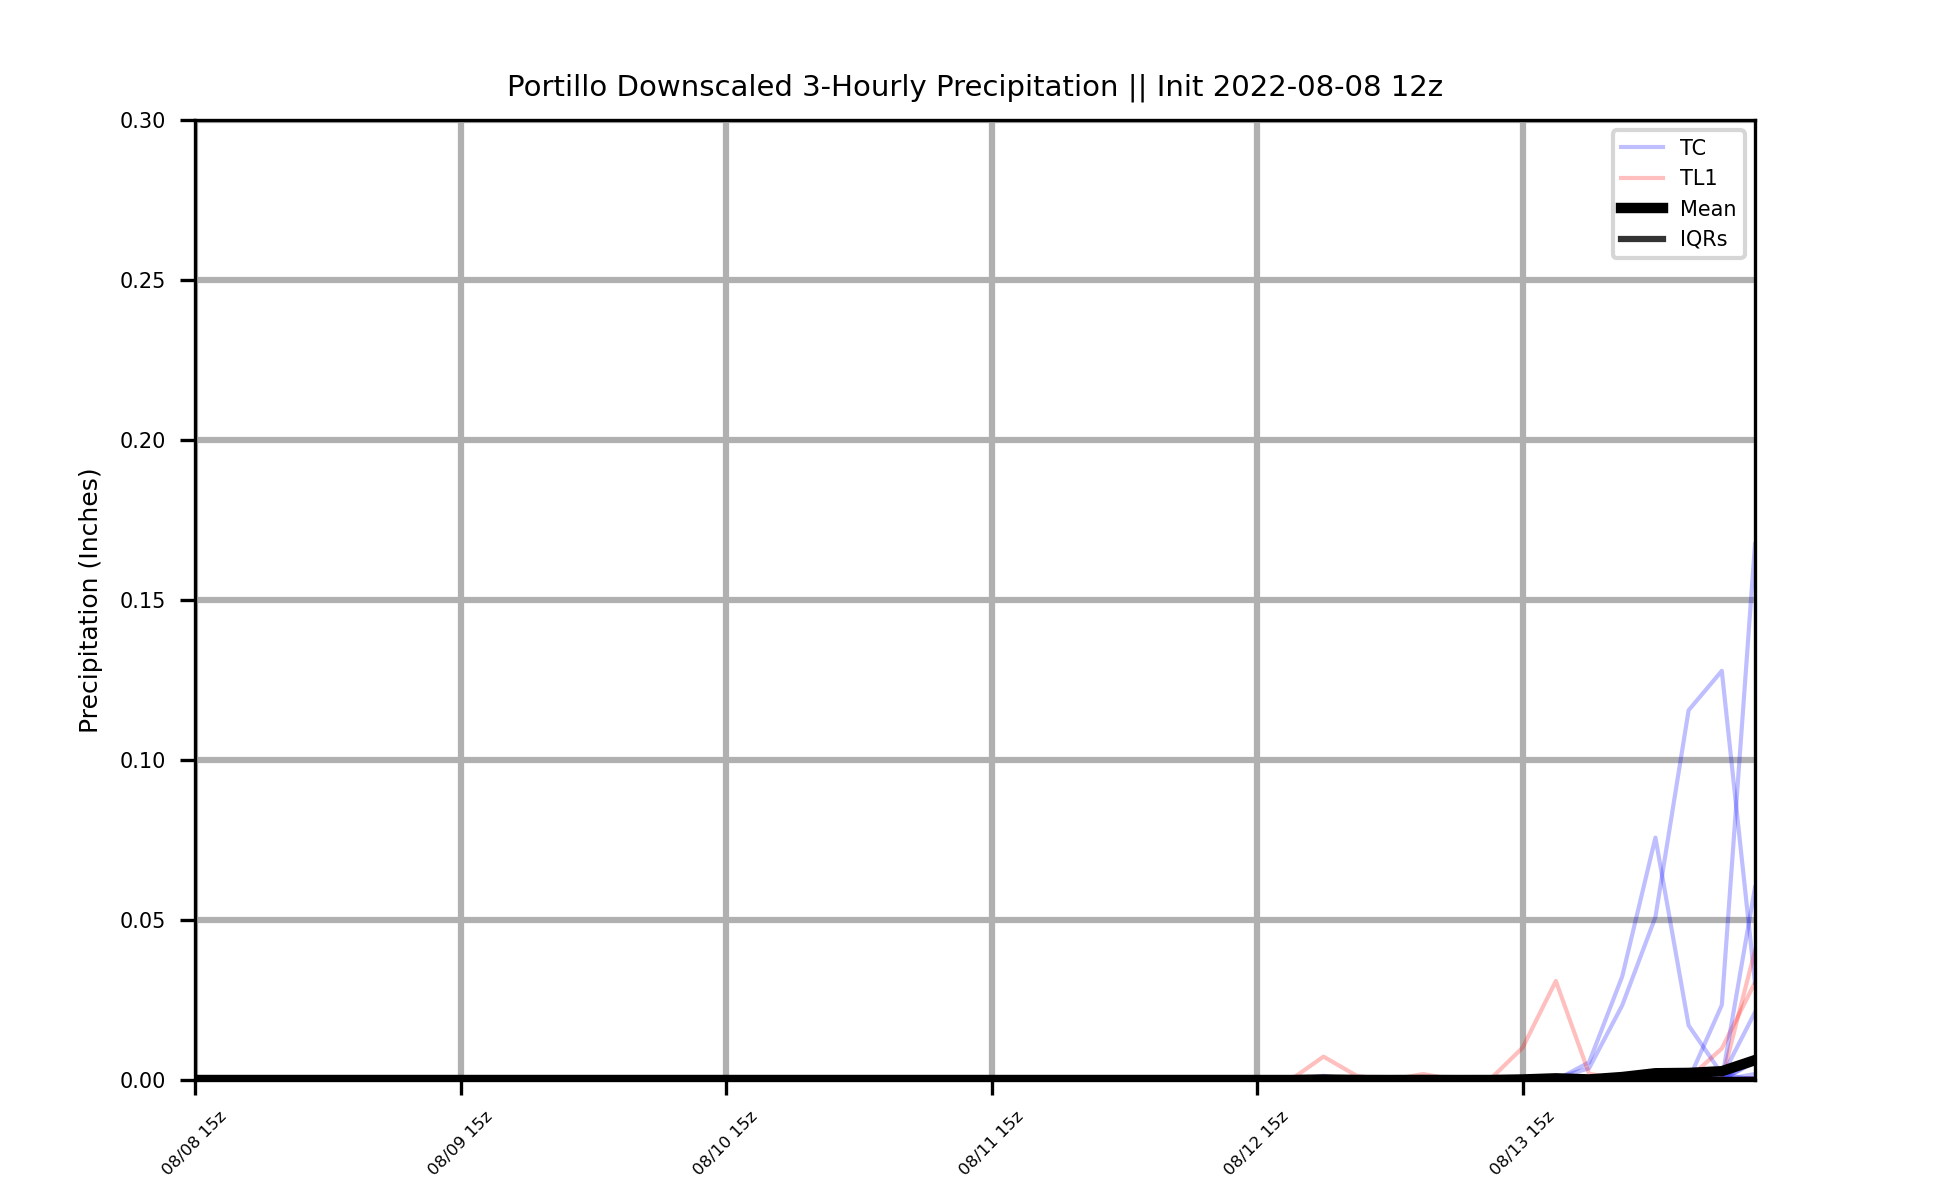 Portillo Downscaled 3-Hourly Precipitation || Init 2022-08-08 12z
Precipitation (Inches)
0.30
0.25
0.20
0.15
0.10
0.05
0.00
TC
TL1
Mean
IQRs
08/08 15z
08/09 15z
08/10 15z
08/11 15z
08/12 15z
08/13 15z